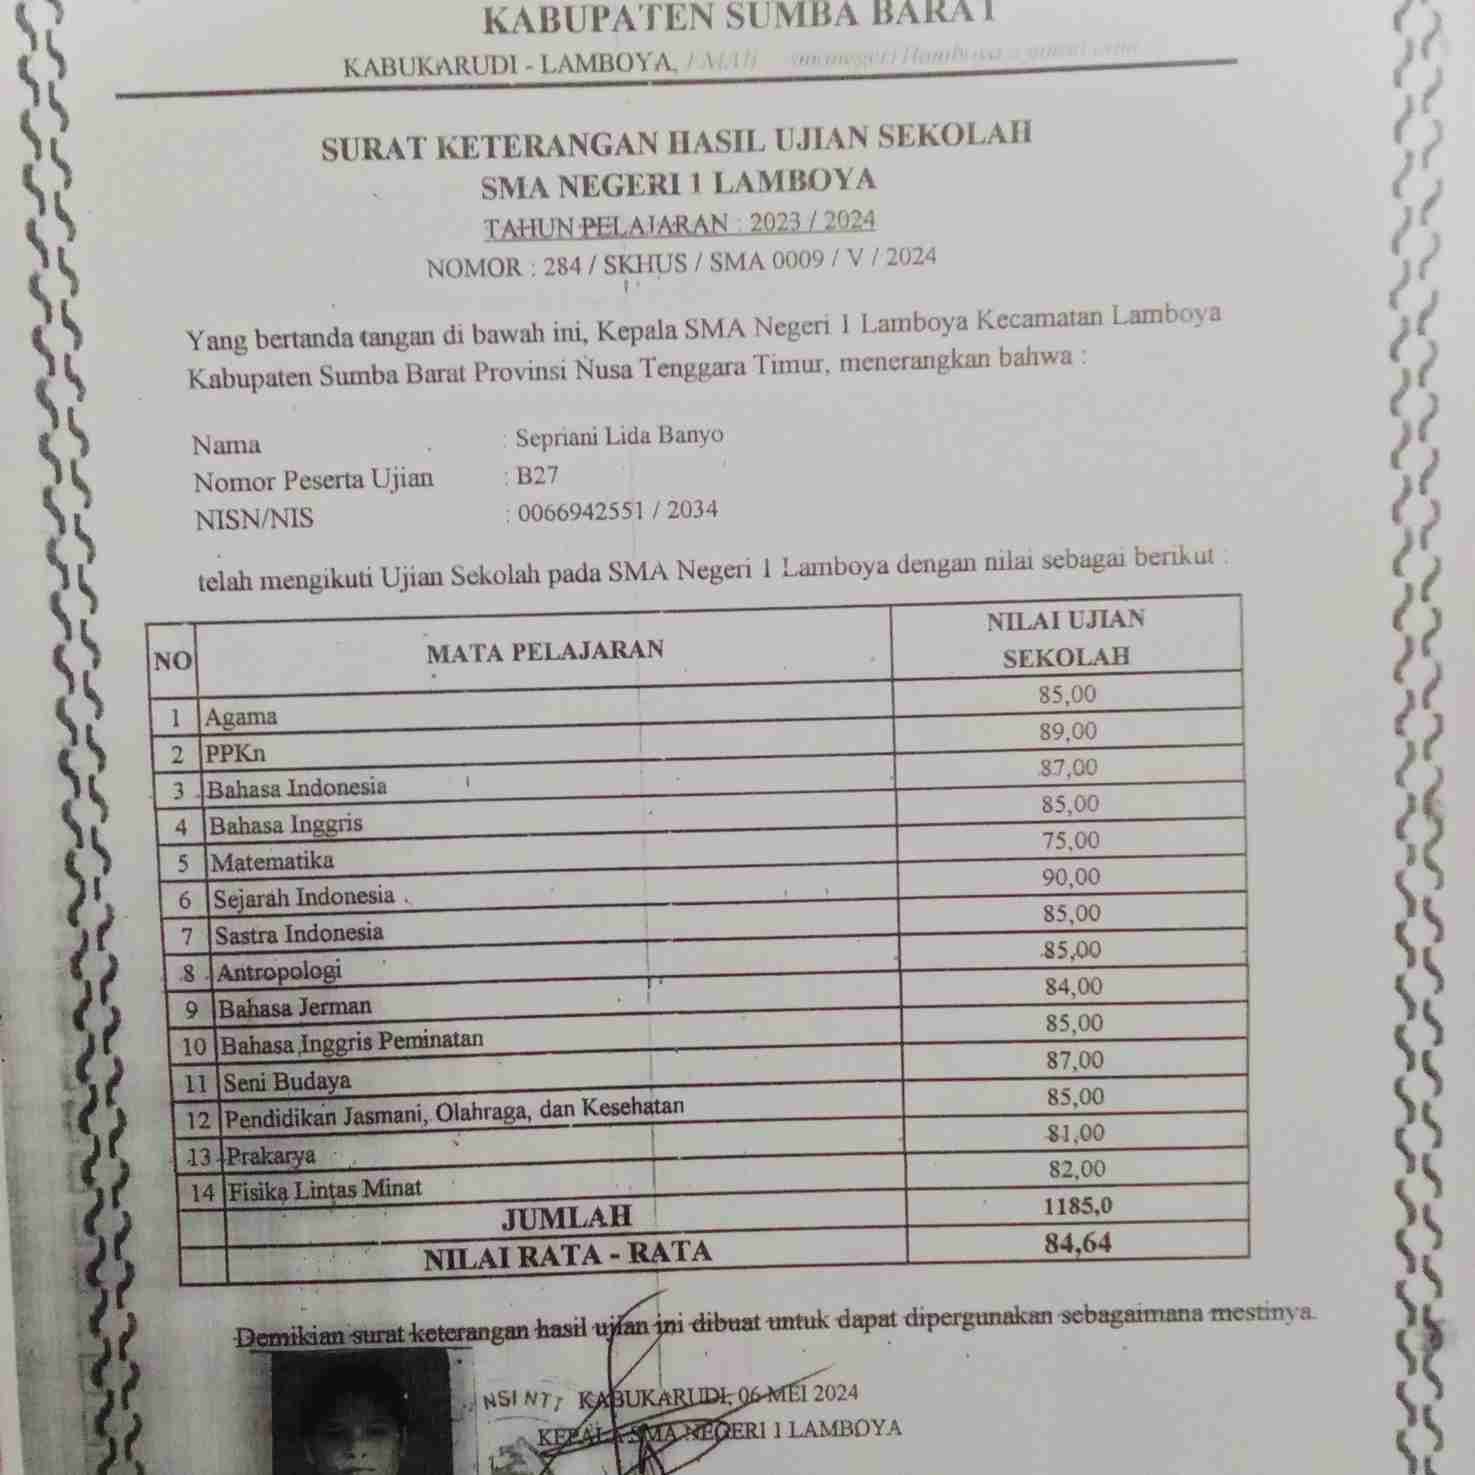 KABUPATEN SUMBA BARAT
KABUKARUDI - LAMBOYA,
SURAT KETERANGAN HASIL UJIAN SEKOLAH
SMA NEGERI 1 LAMBOYA
TAHUN PELAJARAN : 2023 / 2024
NOMOR : 284 / SKHUS / SMA 0009 / V / 2024
Yang bertanda tangan di bawah ini, Kepala SMA Negeri 1 Lamboya Kecamatan Lamboya
Kabupaten Sumba Barat Provinsi Nusa Tenggara Timur, menerangkan bahwa :
Nama : Sepriani Lida Banyo
Nomor Peserta Ujian : B27
NISN/NIS : 0066942551 / 2034
telah mengikuti Ujian Sekolah pada SMA Negeri 1 Lamboya dengan nilai sebagai berikut :
NO MATA PELAJARAN NILAI UJIAN SEKOLAH
1 Agama 85,00
2 PPKn 89,00
3 Bahasa Indonesia 87,00
4 Bahasa Inggris 85,00
5 Matematika 75,00
6 Sejarah Indonesia 90,00
7 Sastra Indonesia 85,00
8 Antropologi 85,00
9 Bahasa Jerman 84,00
10 Bahasa Inggris Peminatan 85,00
11 Seni Budaya 87,00
12 Pendidikan Jasmani, Olahraga, dan Kesehatan 85,00
13 Prakarya 81,00
14 Fisika Lintas Minat 82,00
JUMLAH 1185,0
NILAI RATA - RATA 84,64
Demikian surat keterangan hasil ujian ini dibuat untuk dapat dipergunakan sebagaimana mestinya.
NSI NTT KABUKARUDI, 06 MEI 2024
KEPALA SMA NEGERI 1 LAMBOYA